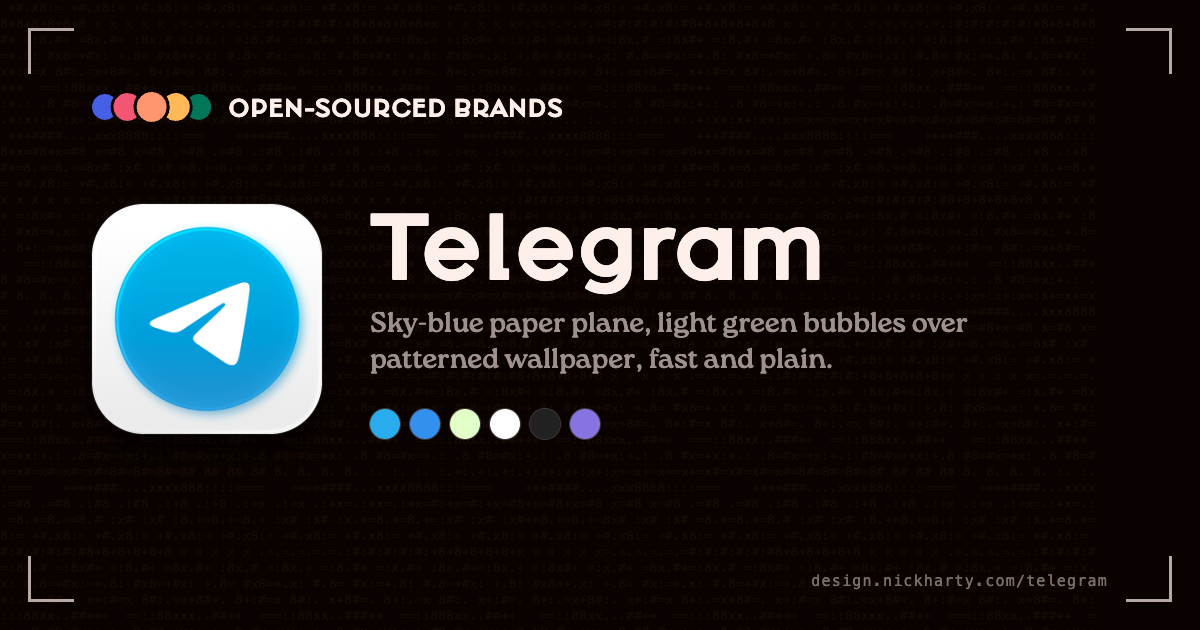 OPEN-SOURCED BRANDS
Telegram
Sky-blue paper plane, light green bubbles over
patterned wallpaper, fast and plain.
design.nickharty.com/telegram